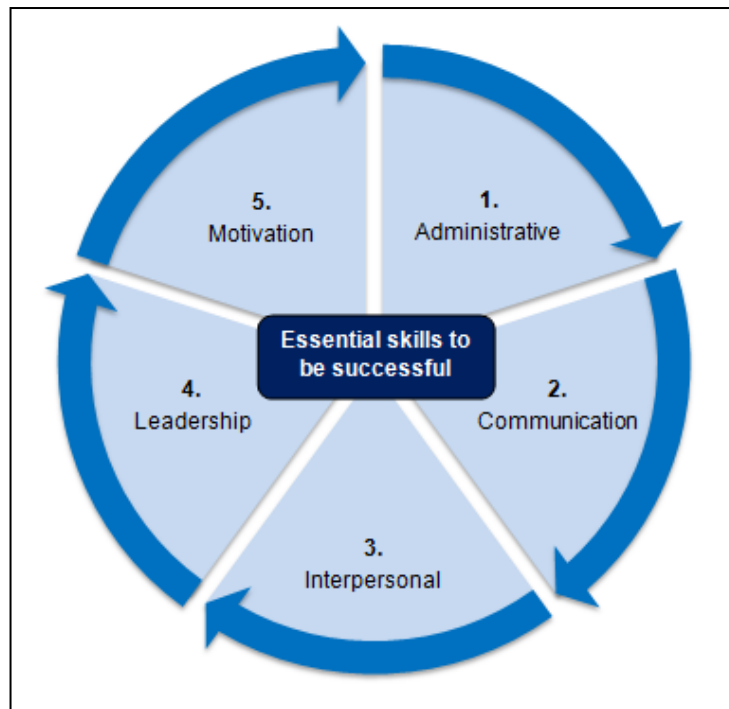 1.
Administrative
2.
Communication
3.
Interpersonal
4.
Leadership
5.
Motivation
Essential skills to
be successful